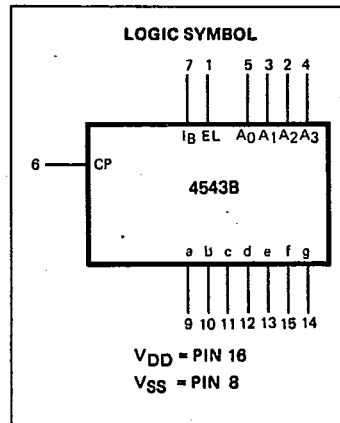 LOGIC SYMBOL
7 1 5 3 2 4
IB EL A0 A1 A2 A3
6 CP
4543B
a b c d e f g
9 10 11 12 13 15 14
VDD = PIN 16
VSS = PIN 8